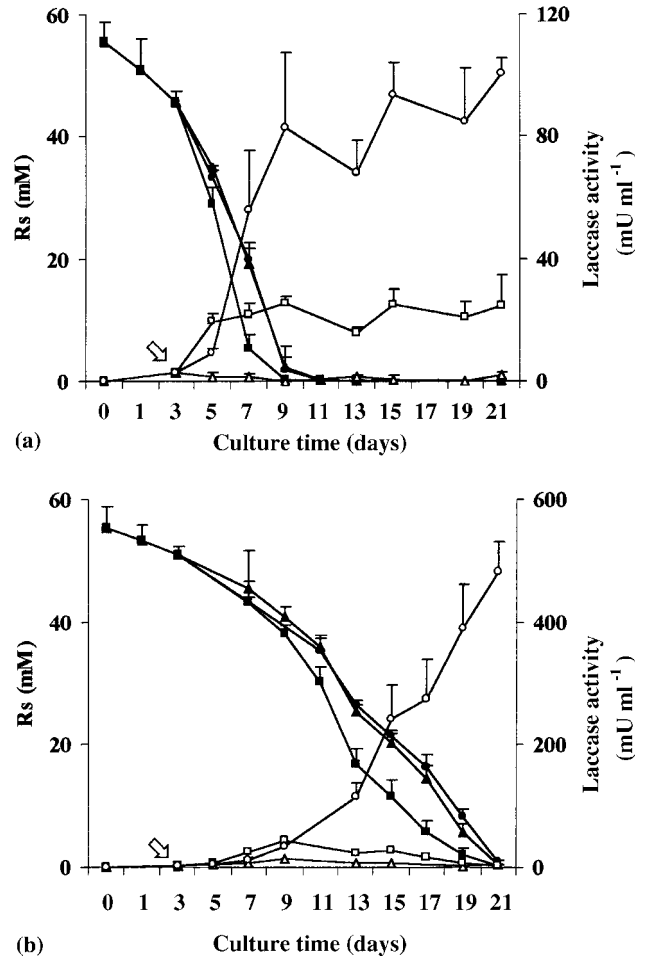 60 120
40 80
20 40
0 0
Rs (mM)
Laccase activity
(mU ml⁻¹)
0 1 3 5 7 9 11 13 15 17 19 21
(a) Culture time (days)
60 600
40 400
20 200
0 0
Rs (mM)
Laccase activity
(mU ml⁻¹)
0 1 3 5 7 9 11 13 15 17 19 21
(b) Culture time (days)